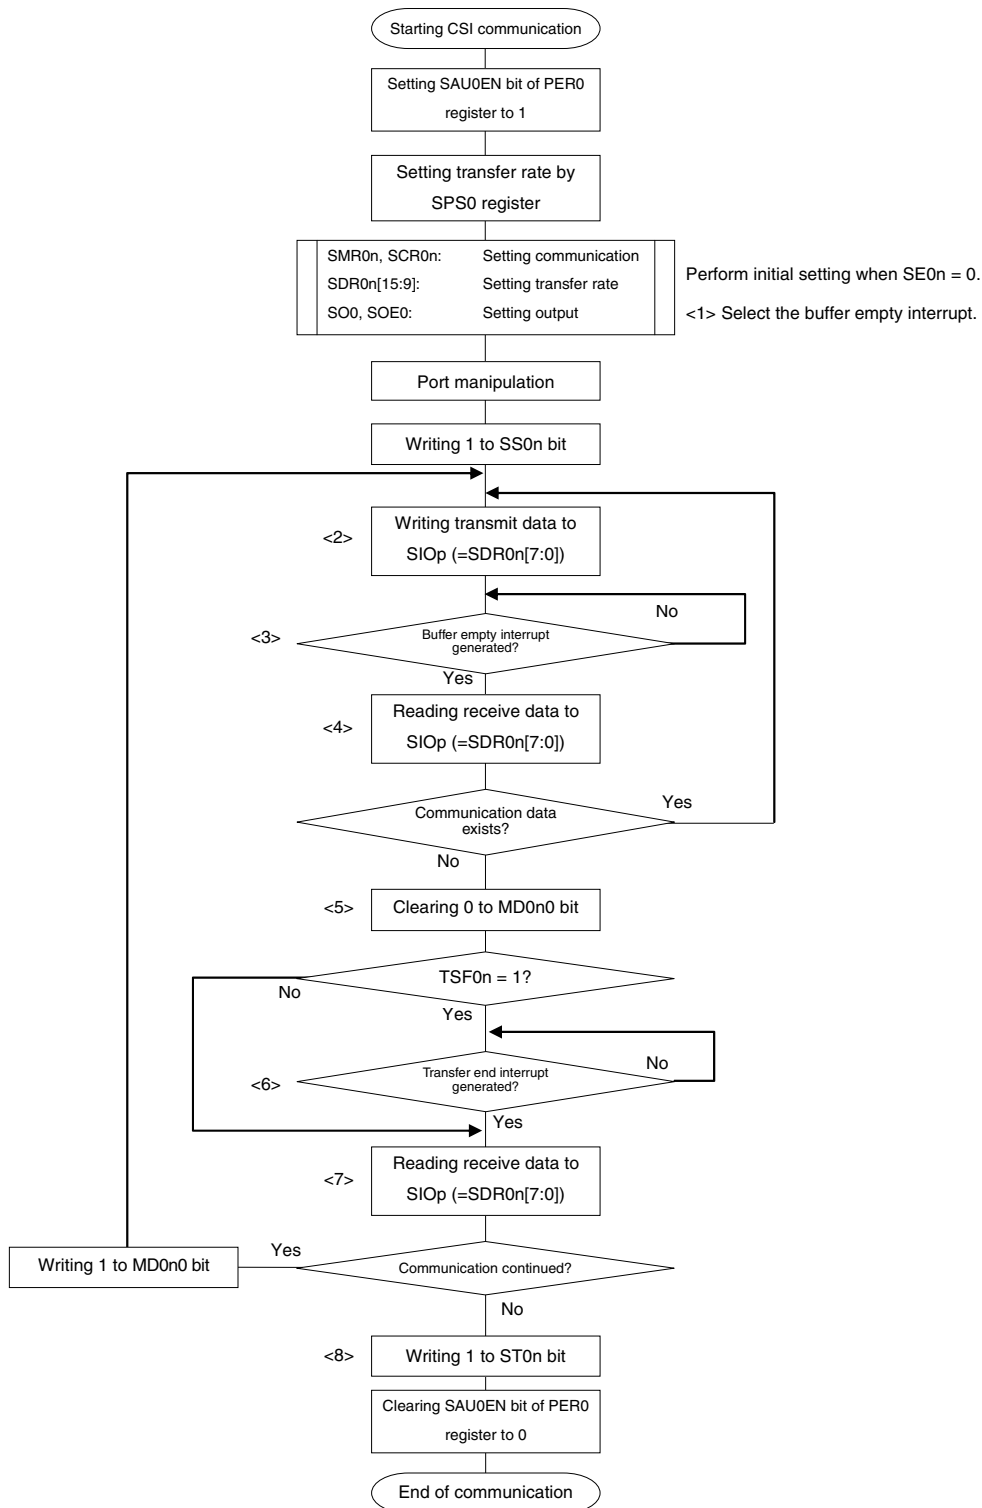 Starting CSI communication
Setting SAU0EN bit of PER0
register to 1
Setting transfer rate by
SPS0 register
SMR0n, SCR0n: Setting communication
SDR0n[15:9]: Setting transfer rate
SO0, SOE0: Setting output
Perform initial setting when SE0n = 0.
<1> Select the buffer empty interrupt.
Port manipulation
Writing 1 to SS0n bit
<2>
Writing transmit data to
SIOp (=SDR0n[7:0])
No
<3>
Buffer empty interrupt
generated?
Yes
<4>
Reading receive data to
SIOp (=SDR0n[7:0])
Communication data
exists?
Yes
No
<5>
Clearing 0 to MD0n0 bit
TSF0n = 1?
No
Yes
<6>
Transfer end interrupt
generated?
No
Yes
<7>
Reading receive data to
SIOp (=SDR0n[7:0])
Writing 1 to MD0n0 bit
Yes
Communication continued?
No
<8>
Writing 1 to ST0n bit
Clearing SAU0EN bit of PER0
register to 0
End of communication